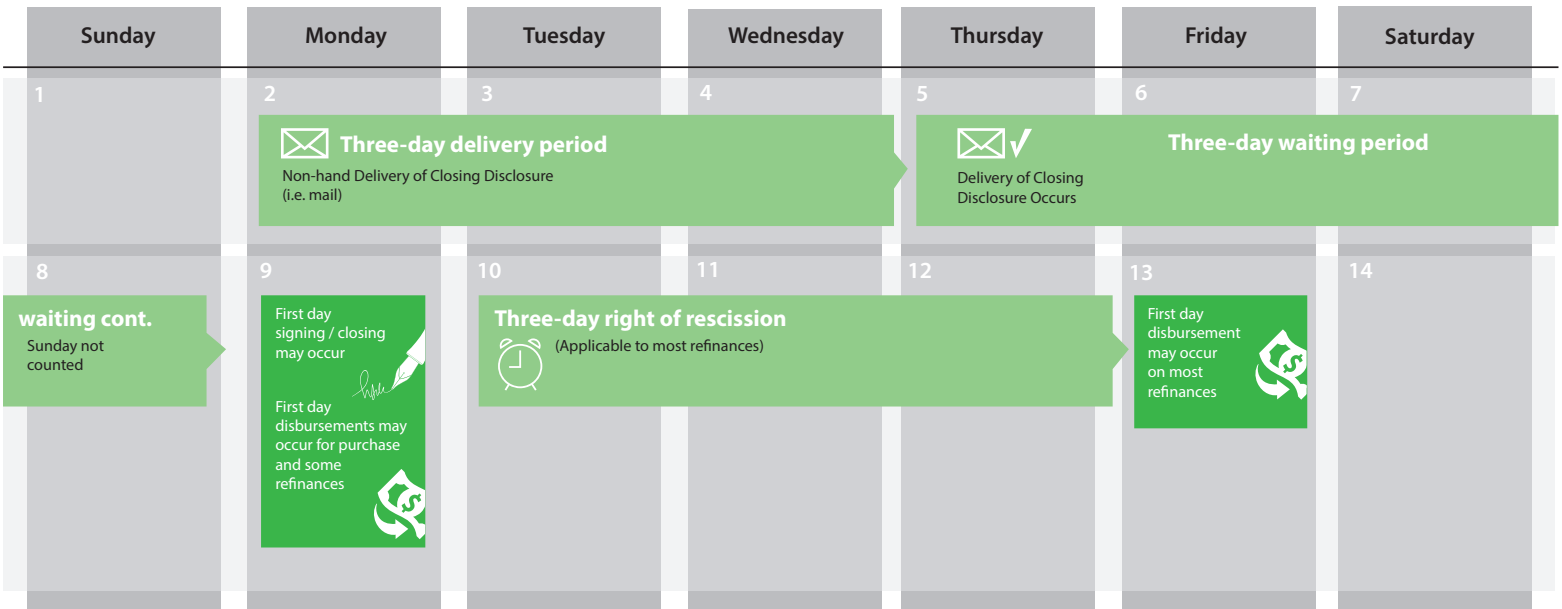 Sunday Monday Tuesday Wednesday Thursday Friday Saturday
1 2 3 4 5 6 7
Three-day delivery period
Non-hand Delivery of Closing Disclosure
(i.e. mail)
Three-day waiting period
Delivery of Closing
Disclosure Occurs
8 9 10 11 12 13 14
waiting cont.
Sunday not
counted
First day
signing / closing
may occur
First day
disbursements may
occur for purchase
and some
refinances
Three-day right of rescission
(Applicable to most refinances)
First day
disbursement
may occur
on most
refinances